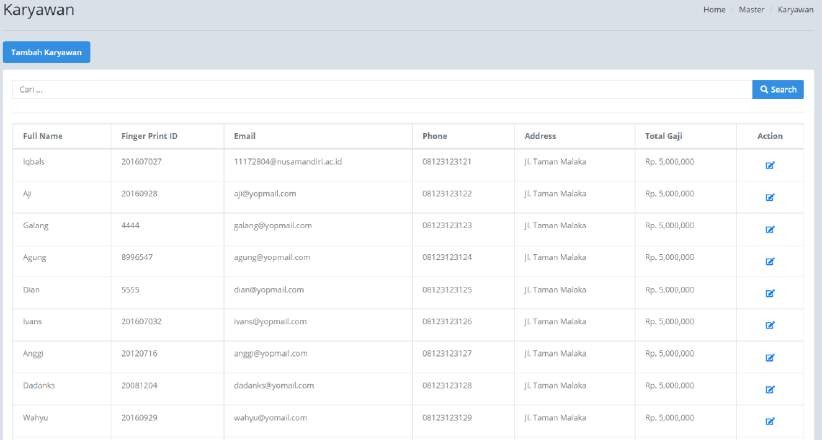 Karyawan
Home / Master / Karyawan
Tambah Karyawan
Cari ...
Search
Full Name Finger Print ID Email Phone Address Total Gaji Action
Iqbals 201607027 11172804@nusamandiri.ac.id 08123123121 Jl. Taman Malaka Rp. 5,000,000
Aji 20160928 aji@yopmail.com 08123123122 Jl. Taman Malaka Rp. 5,000,000
Galang 4444 galang@yopmail.com 08123123123 Jl. Taman Malaka Rp. 5,000,000
Agung 8996547 agung@yopmail.com 08123123124 Jl. Taman Malaka Rp. 5,000,000
Dian 5555 dian@yopmail.com 08123123125 Jl. Taman Malaka Rp. 5,000,000
Ivans 201607032 ivans@yopmail.com 08123123126 Jl. Taman Malaka Rp. 5,000,000
Anggi 20120716 anggi@yopmail.com 08123123127 Jl. Taman Malaka Rp. 5,000,000
Dadanks 20081204 dadanks@yomail.com 08123123128 Jl. Taman Malaka Rp. 5,000,000
Wahyu 20160929 wahyu@yomail.com 08123123129 Jl. Taman Malaka Rp. 5,000,000